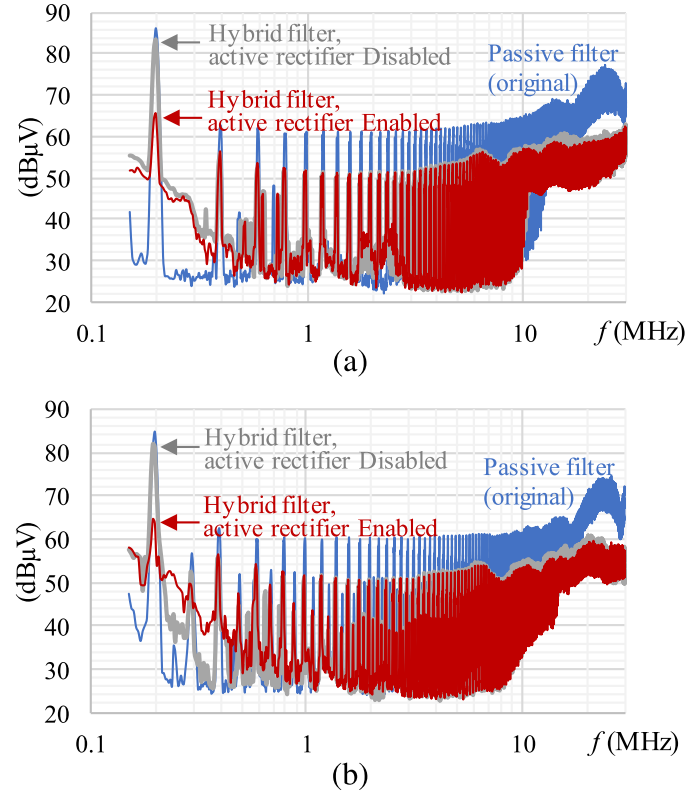 90
80
70
60
50
40
30
20
(dBµV)
Hybrid filter,
active rectifier Disabled
Passive filter
(original)
Hybrid filter,
active rectifier Enabled
0.1
1
10
f (MHz)
(a)
90
80
70
60
50
40
30
20
(dBµV)
Hybrid filter,
active rectifier Disabled
Passive filter
(original)
Hybrid filter,
active rectifier Enabled
0.1
1
10
f (MHz)
(b)